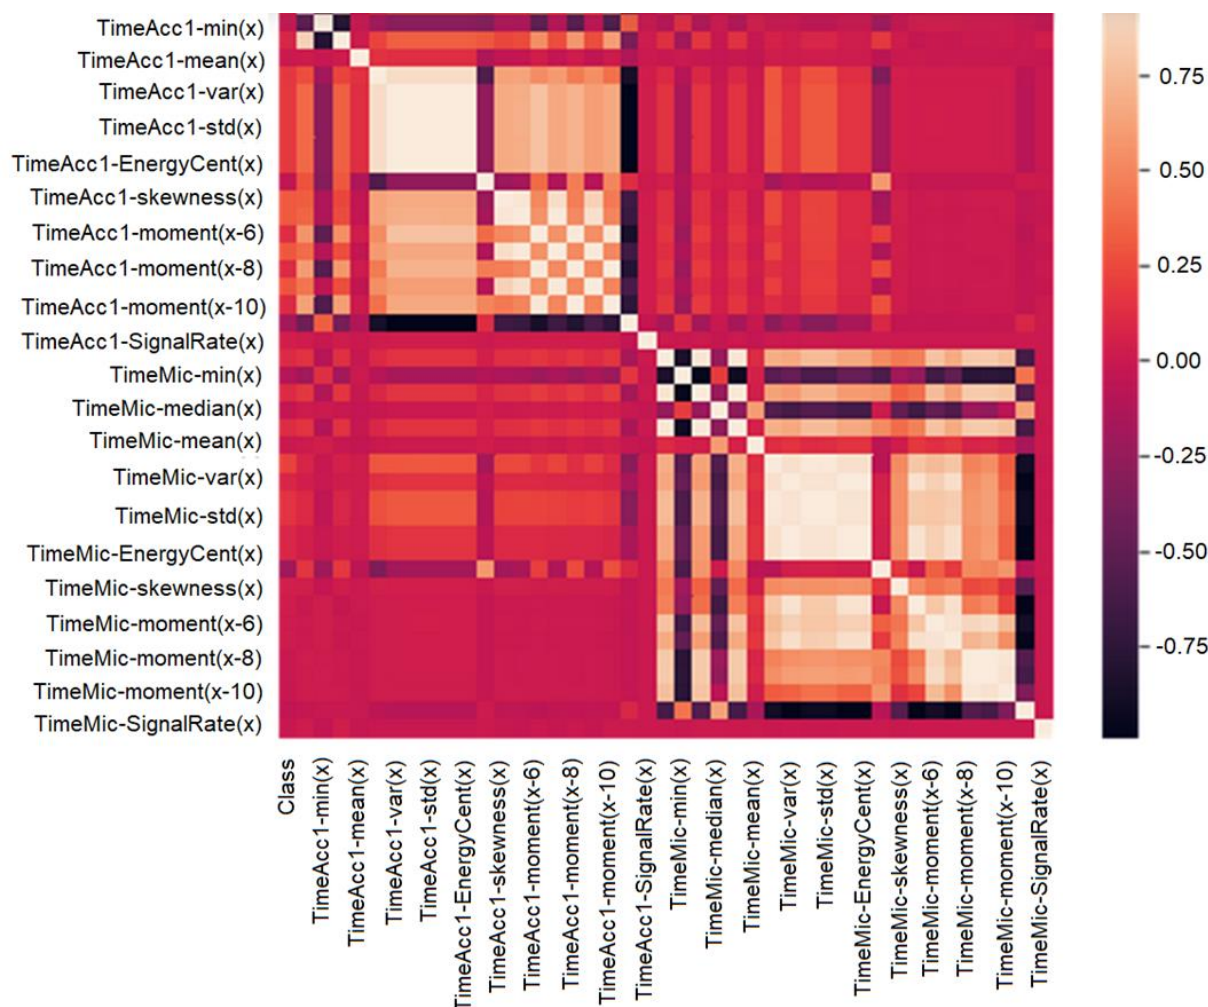 TimeAcc1-min(x)
TimeAcc1-mean(x)
TimeAcc1-var(x)
TimeAcc1-std(x)
TimeAcc1-EnergyCent(x)
TimeAcc1-skewness(x)
TimeAcc1-moment(x-6)
TimeAcc1-moment(x-8)
TimeAcc1-moment(x-10)
TimeAcc1-SignalRate(x)
TimeMic-min(x)
TimeMic-median(x)
TimeMic-mean(x)
TimeMic-var(x)
TimeMic-std(x)
TimeMic-EnergyCent(x)
TimeMic-skewness(x)
TimeMic-moment(x-6)
TimeMic-moment(x-8)
TimeMic-moment(x-10)
TimeMic-SignalRate(x)
0.75
0.50
0.25
0.00
-0.25
-0.50
-0.75
Class
TimeAcc1-min(x)
TimeAcc1-mean(x)
TimeAcc1-var(x)
TimeAcc1-std(x)
TimeAcc1-EnergyCent(x)
TimeAcc1-skewness(x)
TimeAcc1-moment(x-6)
TimeAcc1-moment(x-8)
TimeAcc1-moment(x-10)
TimeAcc1-SignalRate(x)
TimeMic-min(x)
TimeMic-median(x)
TimeMic-mean(x)
TimeMic-var(x)
TimeMic-std(x)
TimeMic-EnergyCent(x)
TimeMic-skewness(x)
TimeMic-moment(x-6)
TimeMic-moment(x-8)
TimeMic-moment(x-10)
TimeMic-SignalRate(x)